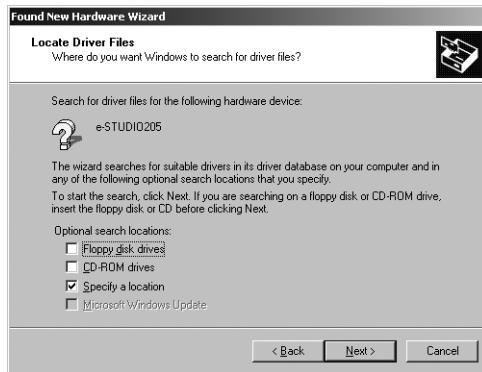 Found New Hardware Wizard
Locate Driver Files
Where do you want Windows to search for driver files?
Search for driver files for the following hardware device:
e-STUDIO205
The wizard searches for suitable drivers in its driver database on your computer and in
any of the following optional search locations that you specify.
To start the search, click Next. If you are searching on a floppy disk or CD-ROM drive,
insert the floppy disk or CD before clicking Next.
Optional search locations:
Floppy disk drives
CD-ROM drives
Specify a location
Microsoft Windows Update
< Back Next > Cancel